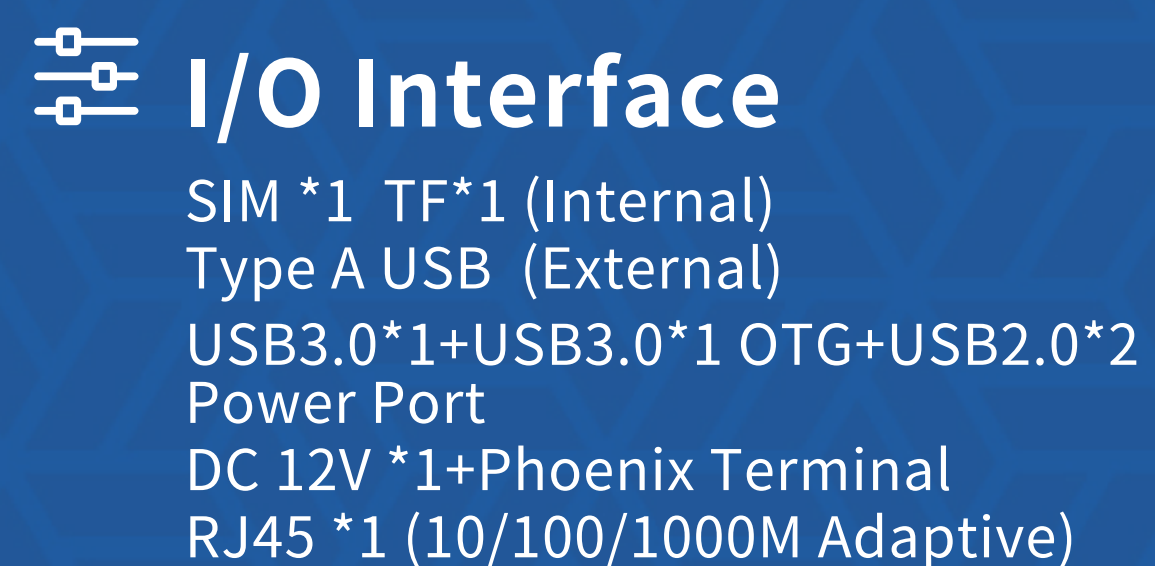 I/O Interface
SIM *1 TF*1 (Internal)
Type A USB (External)
USB3.0*1+USB3.0*1 OTG+USB2.0*2
Power Port
DC 12V *1+Phoenix Terminal
RJ45 *1 (10/100/1000M Adaptive)